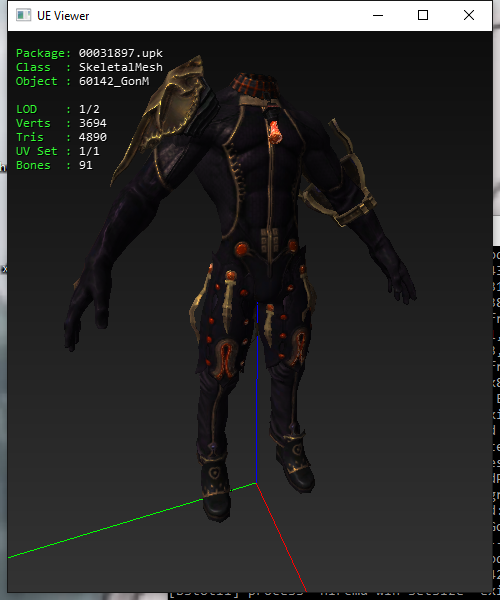 UE Viewer
Package: 00031897.upk
Class  : SkeletalMesh
Object : 60142_GonM
LOD    : 1/2
Verts  : 3694
Tris   : 4890
UV Set : 1/1
Bones  : 91